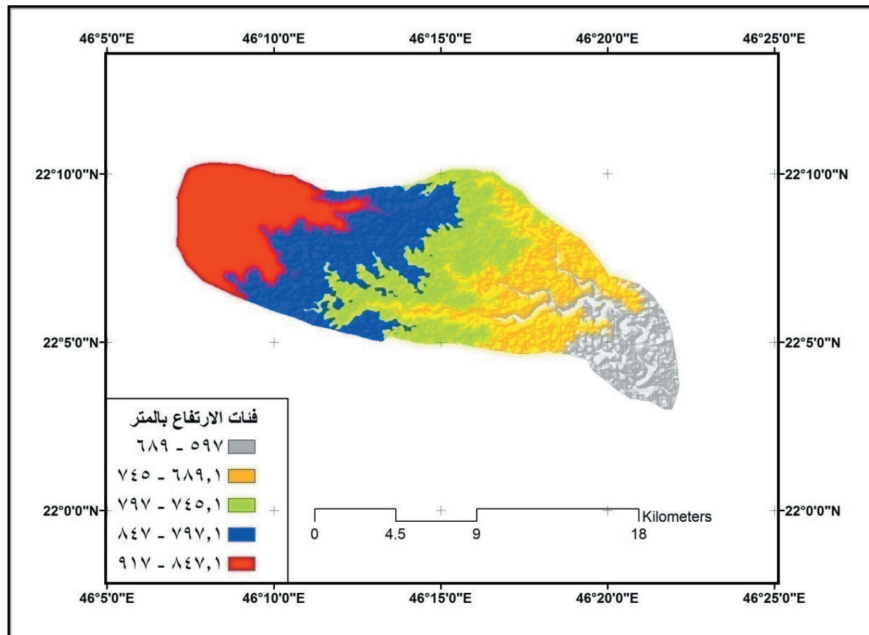 46°5'0"E 46°10'0"E 46°15'0"E 46°20'0"E 46°25'0"E
22°10'0"N 22°10'0"N
22°5'0"N 22°5'0"N
فئات الارتفاع بالمتر
٥٩٧ - ٦٨٩
٦٨٩,١ - ٧٤٥
٧٤٥,١ - ٧٩٧
٧٩٧,١ - ٨٤٧
٨٤٧,١ - ٩١٧
22°0'0"N 22°0'0"N
Kilometers
0 4.5 9 18
46°5'0"E 46°10'0"E 46°15'0"E 46°20'0"E 46°25'0"E